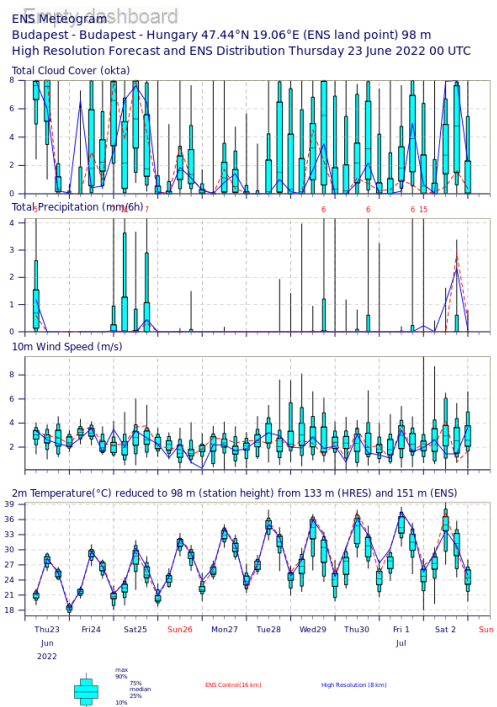 Empty dashboard
ENS Meteogram
Budapest - Budapest - Hungary 47.44°N 19.06°E (ENS land point) 98 m
High Resolution Forecast and ENS Distribution Thursday 23 June 2022 00 UTC
Total Cloud Cover (okta)
8
6
4
2
0
Total Precipitation (mm/6h)
7 6 6 6 15
4
3
2
1
0
10m Wind Speed (m/s)
8
6
4
2
2m Temperature(°C) reduced to 98 m (station height) from 133 m (HRES) and 151 m (ENS)
39
36
33
30
27
24
21
18
Thu23 Fri24 Sat25 Sun26 Mon27 Tue28 Wed29 Thu30 Fri 1 Sat 2 Sun
Jun Jul
2022
max
90%
75%
median
25%
10%
ENS Control(16 km) High Resolution (8 km)